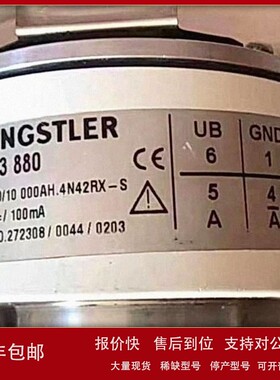 NGSTLER
3 880
0/10 000AH.4N42RX-S
/ 100mA
0.272308 / 0044 / 0203
CE
UB GND
6 1
5 4
A A
包邮
报价快 售后到位 支持对公
大量现货 稀缺型号 停产型号 可开